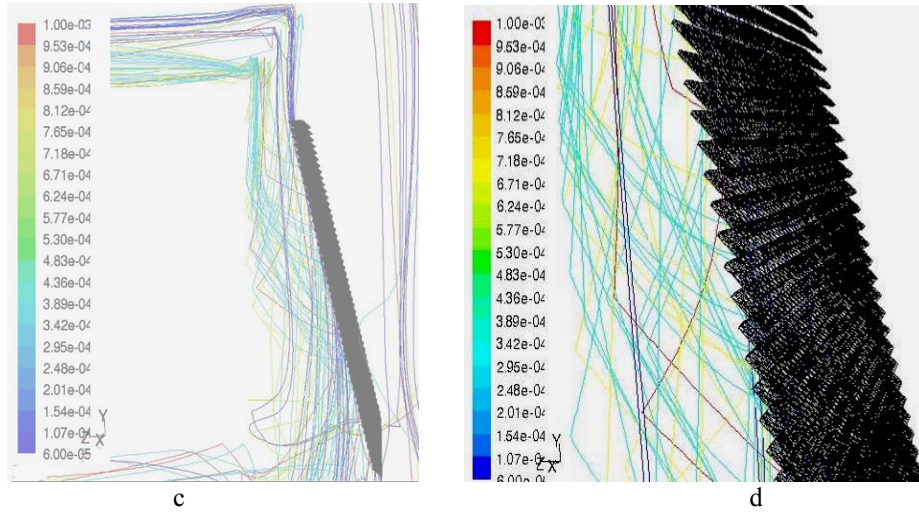 1.00e-03
9.53e-04
9.06e-04
8.59e-04
8.12e-04
7.65e-04
7.18e-04
6.71e-04
6.24e-04
5.77e-04
5.30e-04
4.83e-04
4.36e-04
3.89e-04
3.42e-04
2.95e-04
2.48e-04
2.01e-04
1.54e-04
1.07e-04
6.00e-05
Y
Z X
c
1.00e-03
9.53e-04
9.06e-04
8.59e-04
8.12e-04
7.65e-04
7.18e-04
6.71e-04
6.24e-04
5.77e-04
5.30e-04
4.83e-04
4.36e-04
3.89e-04
3.42e-04
2.95e-04
2.48e-04
2.01e-04
1.54e-04
1.07e-04
Y
Z X
d